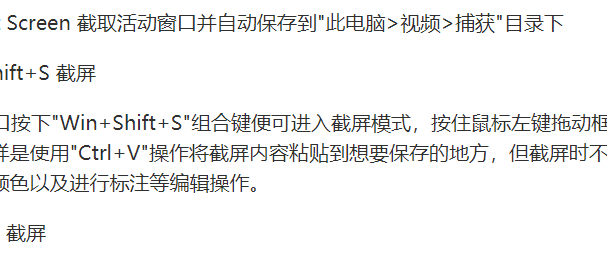 Screen 截取活动窗口并自动保存到"此电脑>视频>捕获"目录下
hift+S 截屏
口按下"Win+Shift+S"组合键便可进入截屏模式，按住鼠标左键拖动框
样是使用"Ctrl+V"操作将截屏内容粘贴到想要保存的地方，但截屏时不
颜色以及进行标注等编辑操作。
截屏